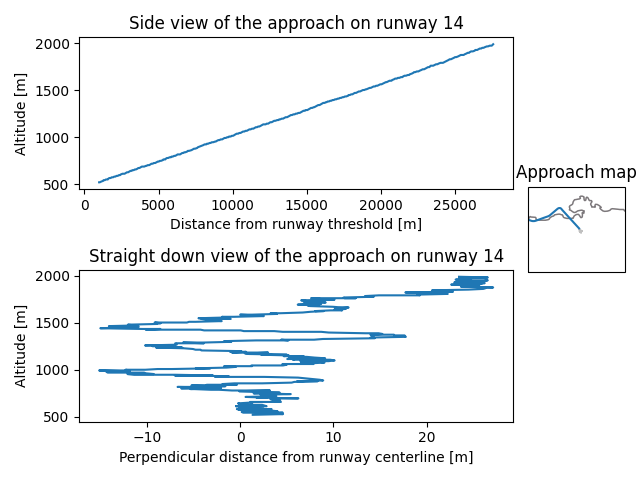 Side view of the approach on runway 14
2000
1500
1000
500
Altitude [m]
0 5000 10000 15000 20000 25000
Distance from runway threshold [m]
Approach map
Straight down view of the approach on runway 14
2000
1500
1000
500
Altitude [m]
−10 0 10 20
Perpendicular distance from runway centerline [m]